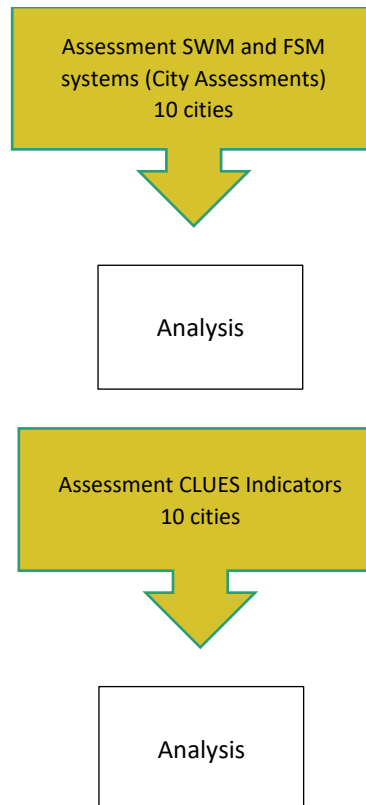 Assessment SWM and FSM
systems (City Assessments)
10 cities
Analysis
Assessment CLUES Indicators
10 cities
Analysis